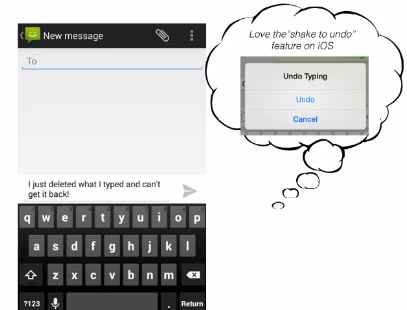 New message
To
I just deleted what I typed and can't
get it back!
q w e r t y u i o p
a s d f g h j k l
z x c v b n m
?123 . Return
Love the"shake to undo"
feature on iOS
Undo Typing
Undo
Cancel